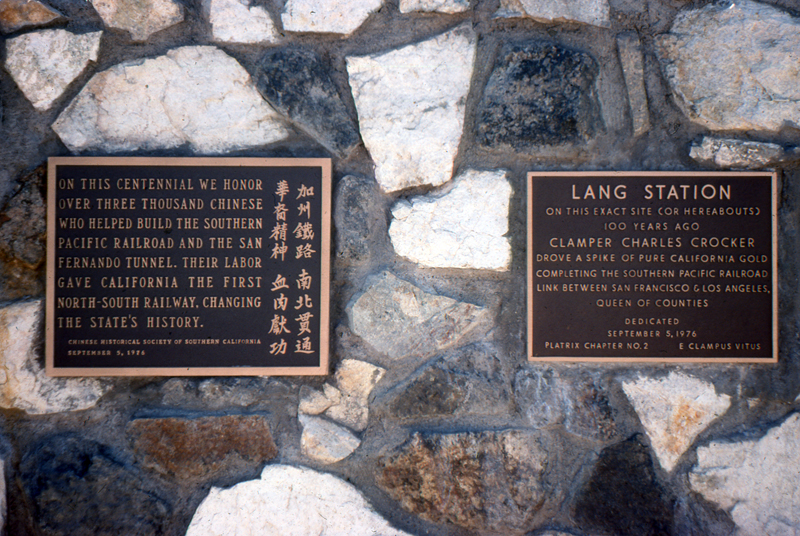 ON THIS CENTENNIAL WE HONOR
OVER THREE THOUSAND CHINESE
WHO HELPED BUILD THE SOUTHERN
PACIFIC RAILROAD AND THE SAN
FERNANDO TUNNEL. THEIR LABOR
GAVE CALIFORNIA THE FIRST
NORTH-SOUTH RAILWAY, CHANGING
THE STATE'S HISTORY.
CHINESE HISTORICAL SOCIETY OF SOUTHERN CALIFORNIA
SEPTEMBER 5, 1976
加州鐵路 南北貫通
華裔精神 血肉獻功
LANG STATION
ON THIS EXACT SITE (OR HEREABOUTS)
100 YEARS AGO
CLAMPER CHARLES CROCKER
DROVE A SPIKE OF PURE CALIFORNIA GOLD
COMPLETING THE SOUTHERN PACIFIC RAILROAD
LINK BETWEEN SAN FRANCISCO & LOS ANGELES,
QUEEN OF COUNTIES
DEDICATED
SEPTEMBER 5, 1976
PLATRIX CHAPTER NO. 2 E CLAMPUS VITUS